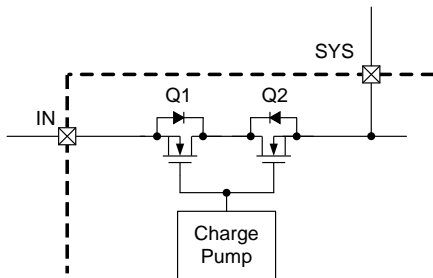 SYS
Q1 Q2
IN
Charge
Pump